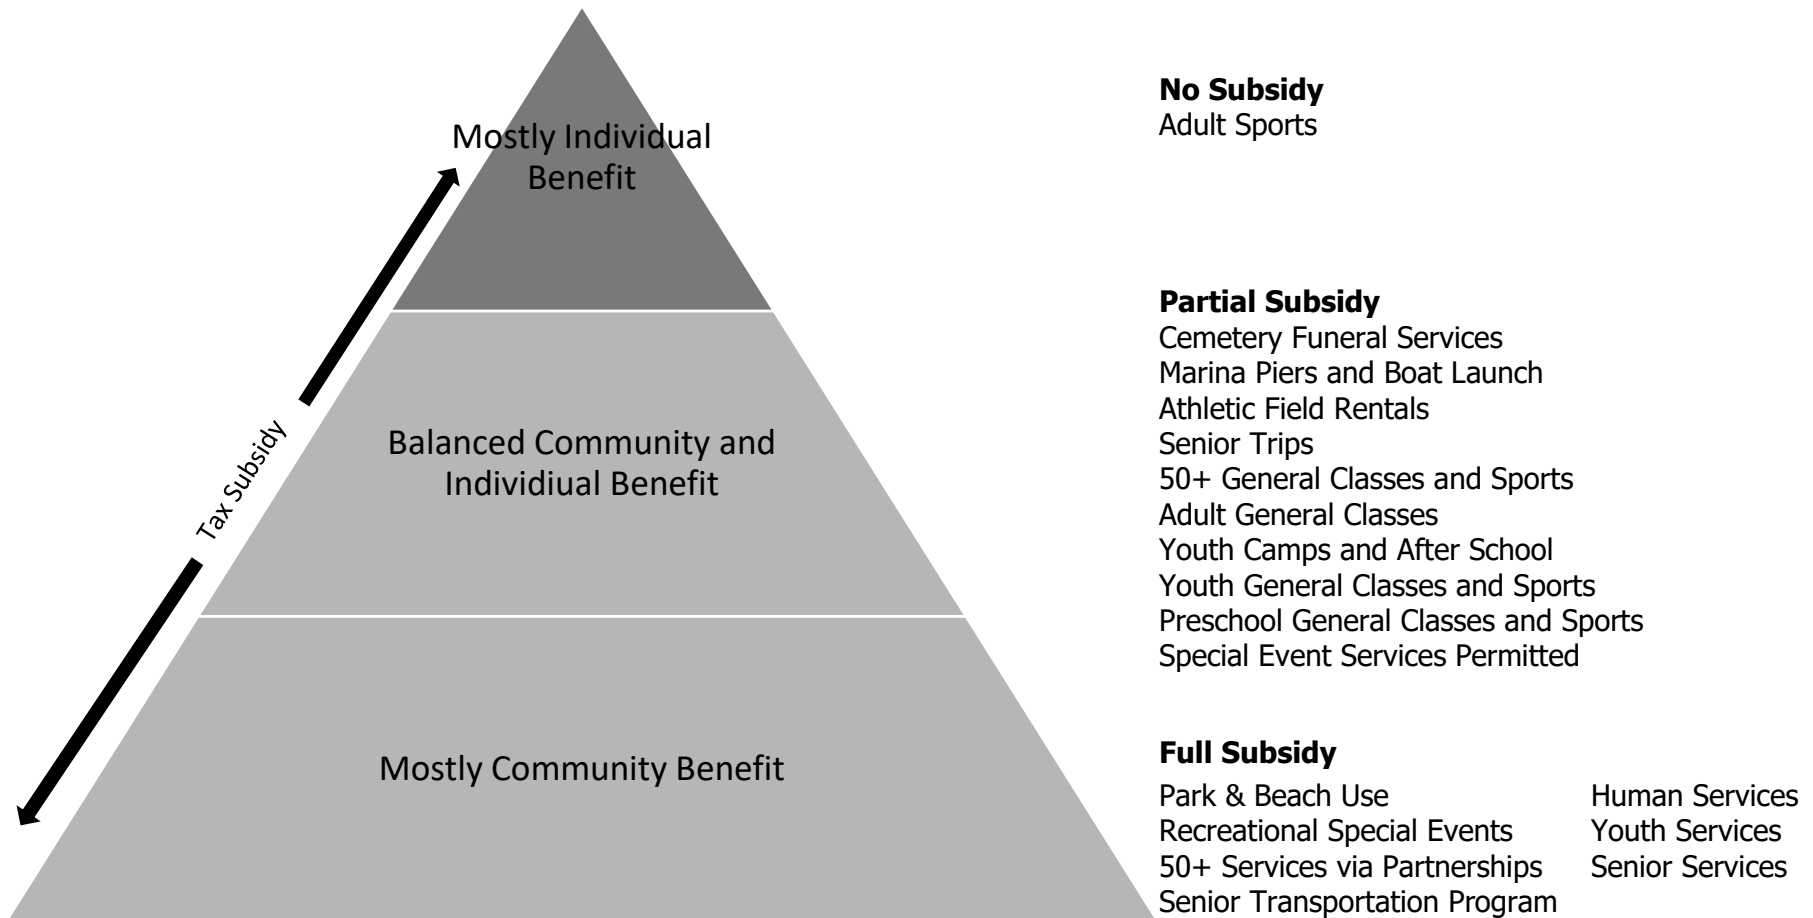 Mostly Individual
Benefit
Tax Subsidy
Balanced Community and
Individiual Benefit
Mostly Community Benefit
No Subsidy
Adult Sports
Partial Subsidy
Cemetery Funeral Services
Marina Piers and Boat Launch
Athletic Field Rentals
Senior Trips
50+ General Classes and Sports
Adult General Classes
Youth Camps and After School
Youth General Classes and Sports
Preschool General Classes and Sports
Special Event Services Permitted
Full Subsidy
Park & Beach Use
Recreational Special Events
50+ Services via Partnerships
Senior Transportation Program
Human Services
Youth Services
Senior Services